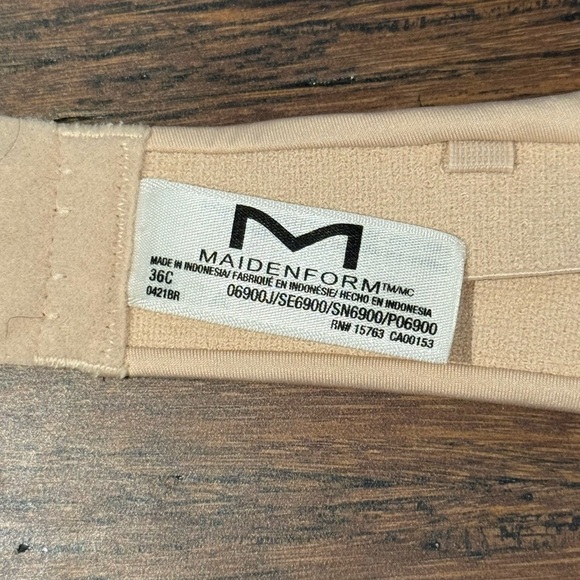 M
MAIDENFORM™/MC
MADE IN INDONESIA/ FABRIQUÉ EN INDONÉSIE/ HECHO EN INDONESIA
36C 06900J/SE6900/SN6900/P06900
0421BR RN# 15763 CA00153